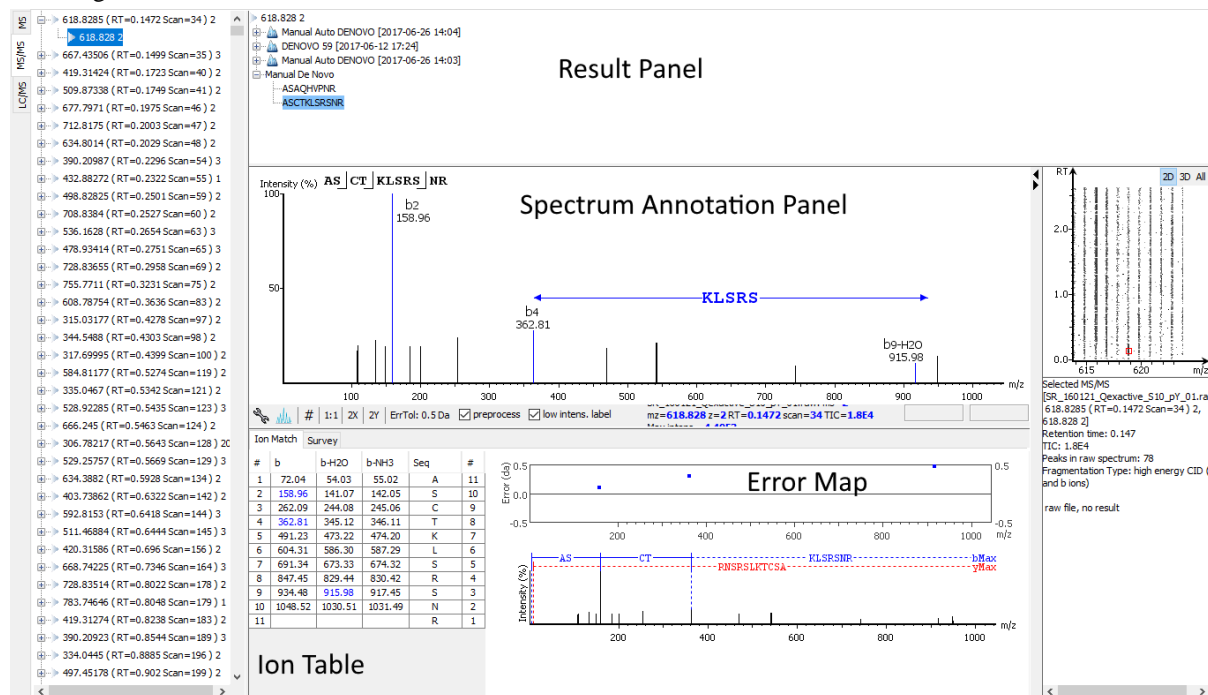 MS
MS/MS
LC/MS
618.8285 (RT=0.1472 Scan=34) 2
618.828 2
667.43506 (RT=0.1499 Scan=35) 3
419.31424 (RT=0.1723 Scan=40) 2
509.87338 (RT=0.1749 Scan=41) 2
677.7971 (RT=0.1975 Scan=46) 2
712.8175 (RT=0.2003 Scan=47) 2
634.8014 (RT=0.2029 Scan=48) 2
390.20987 (RT=0.2296 Scan=54) 3
432.88272 (RT=0.2322 Scan=55) 1
498.82825 (RT=0.2501 Scan=59) 2
708.8384 (RT=0.2527 Scan=60) 2
536.1628 (RT=0.2654 Scan=63) 3
478.93414 (RT=0.2751 Scan=65) 3
728.83655 (RT=0.2958 Scan=69) 2
755.7711 (RT=0.3231 Scan=75) 2
608.78754 (RT=0.3636 Scan=83) 2
315.03177 (RT=0.4278 Scan=97) 2
344.5488 (RT=0.4303 Scan=98) 2
317.69995 (RT=0.4399 Scan=100) 2
584.81177 (RT=0.5274 Scan=119) 2
335.0467 (RT=0.5342 Scan=121) 2
528.92285 (RT=0.5435 Scan=123) 3
666.245 (RT=0.5463 Scan=124) 2
306.78217 (RT=0.5643 Scan=128) 20
529.25757 (RT=0.5669 Scan=129) 3
634.3882 (RT=0.5928 Scan=134) 2
403.73862 (RT=0.6322 Scan=142) 2
592.8153 (RT=0.6418 Scan=144) 3
511.46884 (RT=0.6444 Scan=145) 3
420.31586 (RT=0.696 Scan=156) 2
668.74225 (RT=0.7346 Scan=164) 3
728.83514 (RT=0.8022 Scan=178) 2
783.74646 (RT=0.8048 Scan=179) 1
419.31274 (RT=0.8238 Scan=183) 2
390.20923 (RT=0.8544 Scan=189) 3
334.0445 (RT=0.8885 Scan=196) 2
497.45178 (RT=0.902 Scan=199) 2
618.828 2
Manual Auto DENOVO [2017-06-26 14:04]
DENOVO 59 [2017-06-12 17:24]
Manual Auto DENOVO [2017-06-26 14:03]
Manual De Novo
ASAQHVPNR
ASCTKLSRSNR
Result Panel
Intensity (%) AS CT KLSRS NR
100
50
b2
158.96
Spectrum Annotation Panel
KLSRS
b4
362.81
b9-H2O
915.98
100 200 300 400 500 600 700 800 900 1000 m/z
# 1:1 2X 2Y ErrTol: 0.5 Da preprocess low intens. label
mz=618.828 z=2 RT=0.1472 scan=34 TIC=1.8E4
Ion Match Survey
# b b-H2O b-NH3 Seq #
1 72.04 54.03 55.02 A 11
2 158.96 141.07 142.05 S 10
3 262.09 244.08 245.06 C 9
4 362.81 345.12 346.11 T 8
5 491.23 473.22 474.20 K 7
6 604.31 586.30 587.29 L 6
7 691.34 673.33 674.32 S 5
8 847.45 829.44 830.42 R 4
9 934.48 915.98 917.45 S 3
10 1048.52 1030.51 1031.49 N 2
11 R 1
Ion Table
Error (da)
0.5
0.0
-0.5
0.5
-0.5
Error Map
200 400 600 800 1000 m/z
AS CT KLSRSNR bMax
RNSRSLKTCSA yMax
Intensity (%)
200 400 600 800 1000 m/z
RT 2D 3D All
2.0
1.0
0.0
615 620 m/z
Selected MS/MS
[SR_160121_Qexactive_S10_pY_01.ra
618.8285 (RT=0.1472 Scan=34) 2,
618.828 2]
Retention time: 0.147
TIC: 1.8E4
Peaks in raw spectrum: 78
Fragmentation Type: high energy CID (
and b ions)
raw file, no result